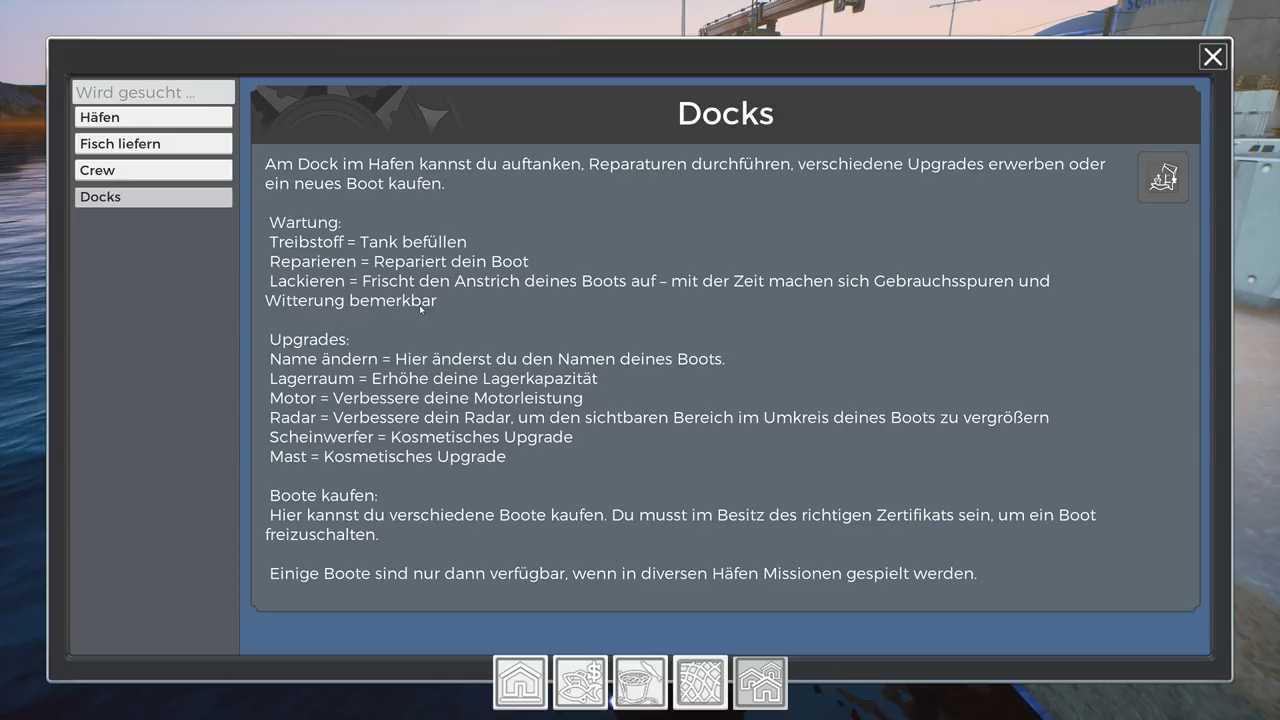 Wird gesucht ...
Häfen
Fisch liefern
Crew
Docks
Docks
Am Dock im Hafen kannst du auftanken, Reparaturen durchführen, verschiedene Upgrades erwerben oder
ein neues Boot kaufen.
Wartung:
Treibstoff = Tank befüllen
Reparieren = Repariert dein Boot
Lackieren = Frischt den Anstrich deines Boots auf – mit der Zeit machen sich Gebrauchsspuren und
Witterung bemerkbar
Upgrades:
Name ändern = Hier änderst du den Namen deines Boots.
Lagerraum = Erhöhe deine Lagerkapazität
Motor = Verbessere deine Motorleistung
Radar = Verbessere dein Radar, um den sichtbaren Bereich im Umkreis deines Boots zu vergrößern
Scheinwerfer = Kosmetisches Upgrade
Mast = Kosmetisches Upgrade
Boote kaufen:
Hier kannst du verschiedene Boote kaufen. Du musst im Besitz des richtigen Zertifikats sein, um ein Boot
freizuschalten.
Einige Boote sind nur dann verfügbar, wenn in diversen Häfen Missionen gespielt werden.